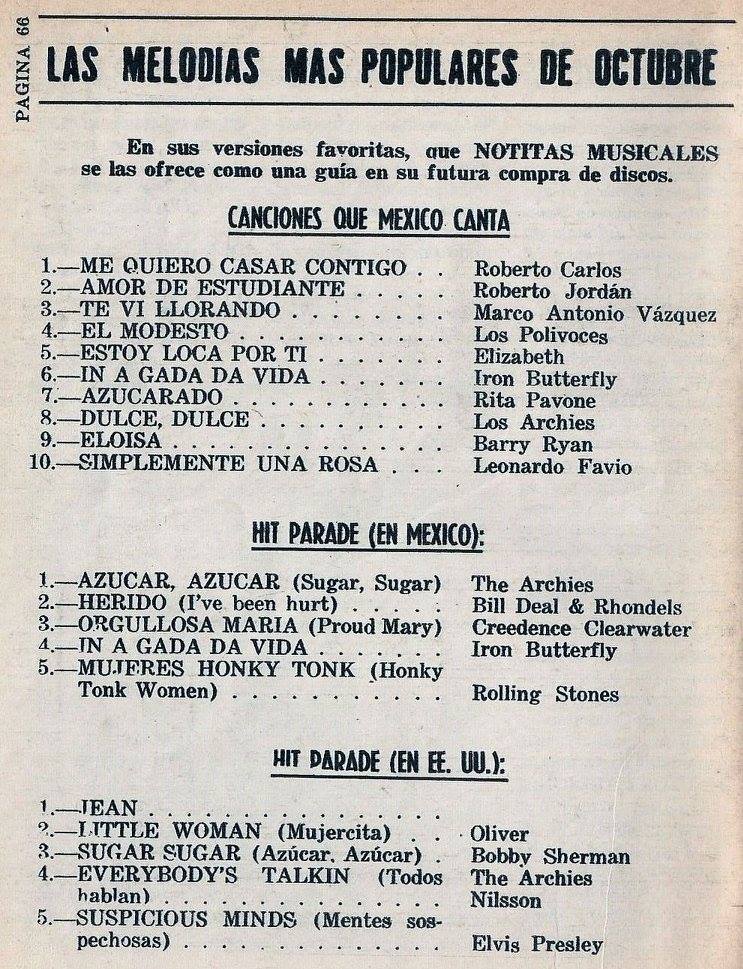 PAGINA 66
LAS MELODIAS MAS POPULARES DE OCTUBRE
En sus versiones favoritas, que NOTITAS MUSICALES
se las ofrece como una guía en su futura compra de discos.
CANCIONES QUE MEXICO CANTA
1.—ME QUIERO CASAR CONTIGO . . Roberto Carlos
2.—AMOR DE ESTUDIANTE . . . . . Roberto Jordán
3.—TE VI LLORANDO . . . . . . . . Marco Antonio Vázquez
4.—EL MODESTO . . . . . . . . . . . Los Polivoces
5.—ESTOY LOCA POR TI . . . . . . . Elizabeth
6.—IN A GADA DA VIDA . . . . . . . Iron Butterfly
7.—AZUCARADO . . . . . . . . . . . Rita Pavone
8.—DULCE, DULCE . . . . . . . . . . Los Archies
9.—ELOISA . . . . . . . . . . . . . . Barry Ryan
10.—SIMPLEMENTE UNA ROSA . . . Leonardo Favio
HIT PARADE (EN MEXICO):
1.—AZUCAR, AZUCAR (Sugar, Sugar) The Archies
2.—HERIDO (I've been hurt) . . . . . Bill Deal & Rhondels
3.—ORGULLOSA MARIA (Proud Mary) Creedence Clearwater
4.—IN A GADA DA VIDA . . . . . . . Iron Butterfly
5.—MUJERES HONKY TONK (Honky
Tonk Women) . . . . . . . . . . . Rolling Stones
HIT PARADE (EN EE. UU.):
1.—JEAN . . . . . . . . . . . . . . .
2.—LITTLE WOMAN (Mujercita) . . Oliver
3.—SUGAR SUGAR (Azúcar, Azúcar) . Bobby Sherman
4.—EVERYBODY'S TALKIN (Todos The Archies
hablan) . . . . . . . . . . . . . . Nilsson
5.—SUSPICIOUS MINDS (Mentes sos-
pechosas) . . . . . . . . . . . . . Elvis Presley